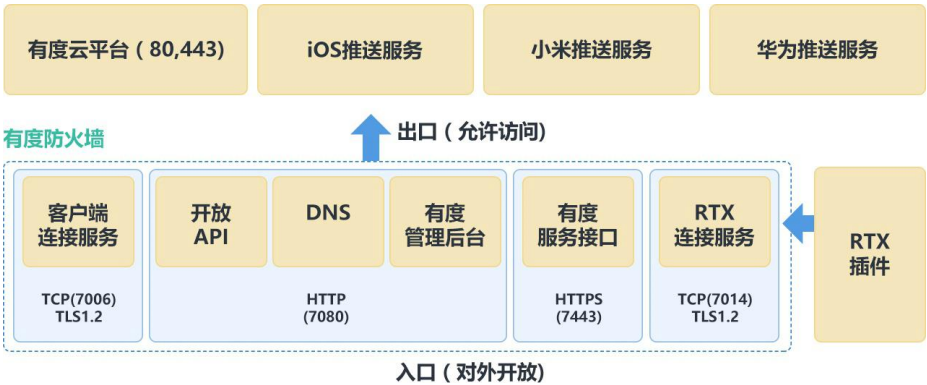 有度云平台（80,443）
iOS推送服务
小米推送服务
华为推送服务
出口（允许访问)
有度防火墙
客户端
连接服务
开放
API
DNS
有度
管理后台
有度
服务接口
RTX
连接服务
RTX
插件
TCP(7006)
TLS1.2
HTTP
(7080)
HTTPS
(7443)
TCP(7014)
TLS1.2
入口（对外开放)